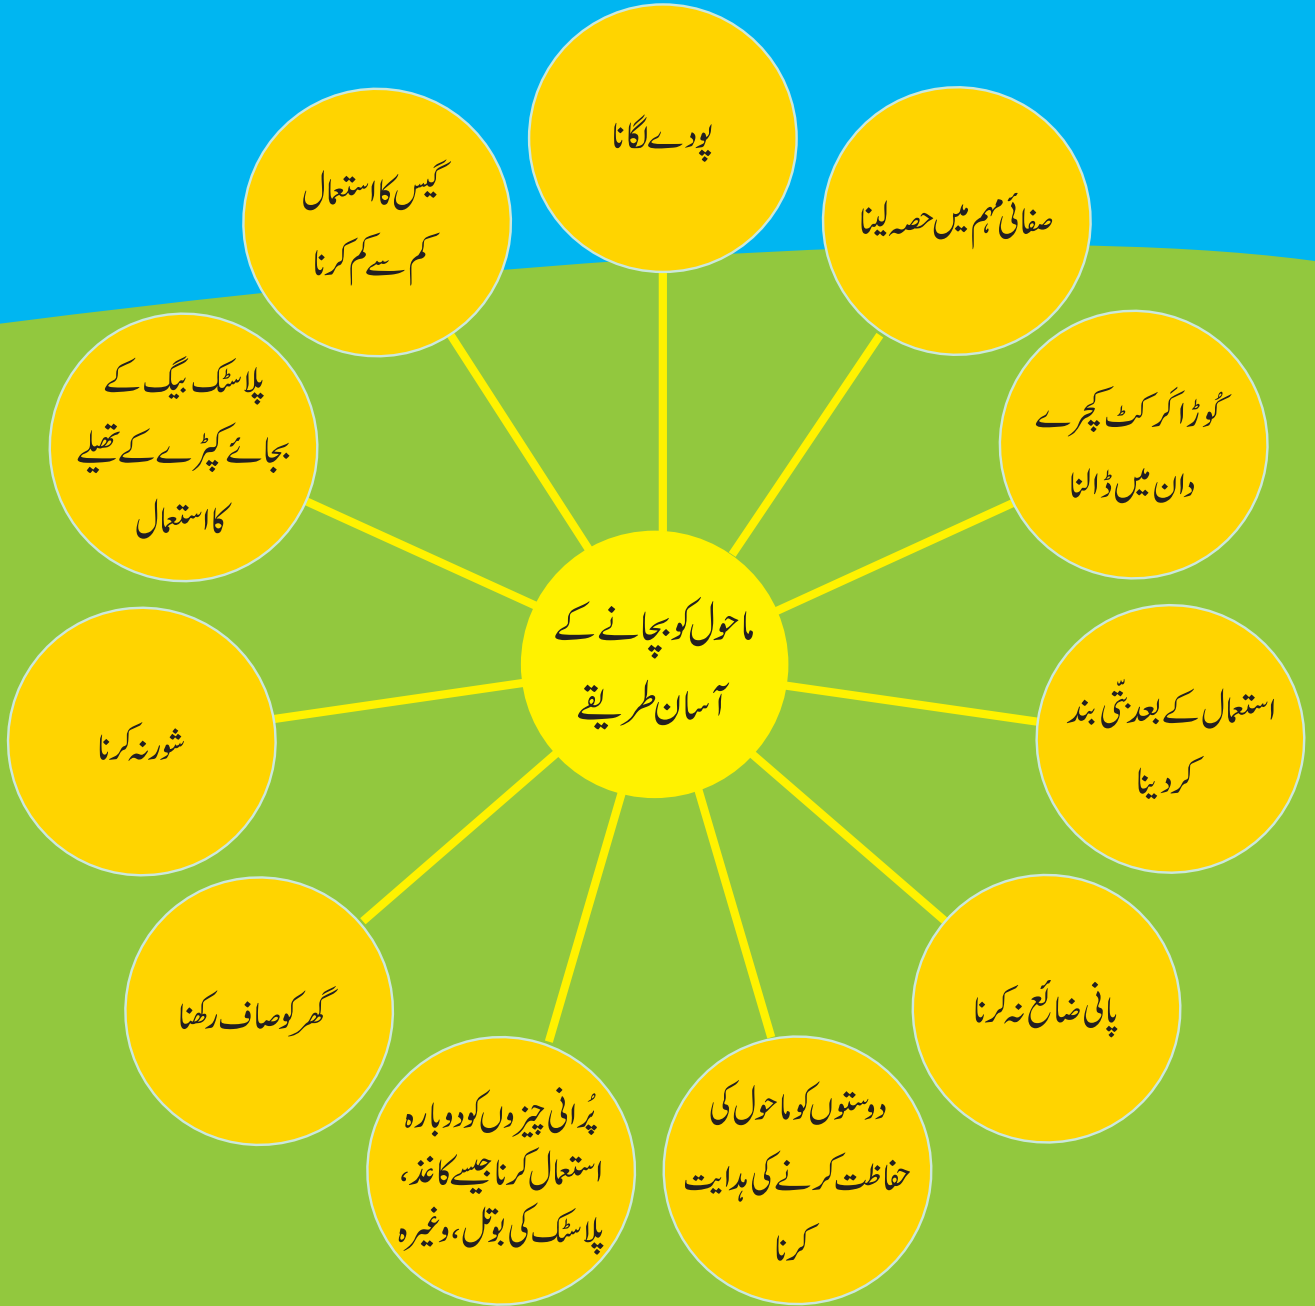 ماحول کو بچانے کے
آسان طریقے
پودے لگانا
صفائی مہم میں حصہ لینا
کُوڑا کَرکٹ کچرے
دان میں ڈالنا
استعمال کے بعد بتّی بند
کر دینا
پانی ضائع نہ کرنا
دوستوں کو ماحول کی
حفاظت کرنے کی ہدایت
کرنا
پُرانی چیزوں کو دوبارہ
استعمال کرنا جیسے کاغذ،
پلاسٹک کی بوتل، وغیرہ
گھر کو صاف رکھنا
شور نہ کرنا
پلاسٹک بیگ کے
بجائے کپڑے کے تھیلے
کا استعمال
گیس کا استعمال
کم سے کم کرنا